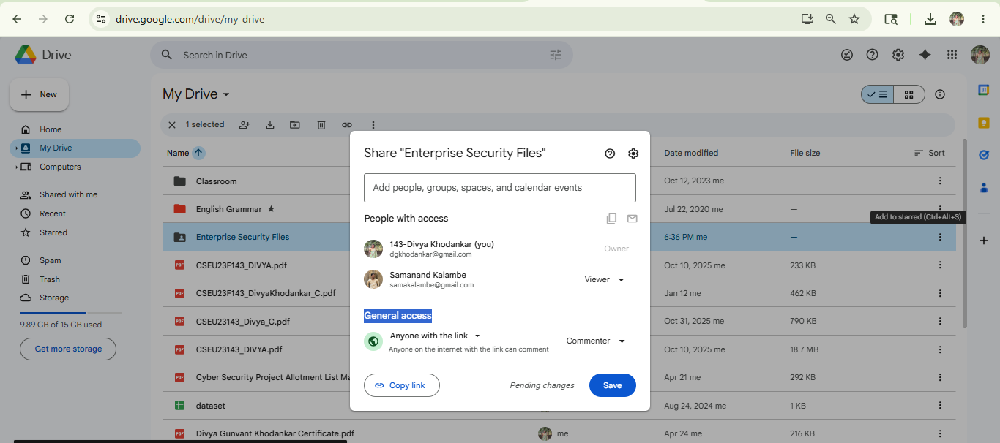 drive.google.com/drive/my-drive
Drive
Search in Drive
New
My Drive
1 selected
Home
My Drive
Computers
Shared with me
Recent
Starred
Spam
Trash
Storage
9.89 GB of 15 GB used
Get more storage
Name
Date modified
File size
Sort
Classroom
Oct 12, 2023 me
—
English Grammar
Jul 22, 2020 me
—
Add to starred (Ctrl+Alt+S)
Enterprise Security Files
6:36 PM me
—
CSEU23F143_DIVYA.pdf
Oct 10, 2025 me
233 KB
CSEU23F143_DivyaKhodankar_C.pdf
Jan 12 me
462 KB
CSEU23143_Divya_C.pdf
Oct 31, 2025 me
790 KB
CSEU23143_DIVYA.pdf
Oct 10, 2025 me
18.7 MB
Cyber Security Project Allotment List Ma
Apr 21 me
292 KB
dataset
Aug 24, 2024 me
1 KB
Divya Gunvant Khodankar Certificate.pdf
me
Apr 24 me
216 KB
Share "Enterprise Security Files"
Add people, groups, spaces, and calendar events
People with access
143-Divya Khodankar (you)
dgkhodankar@gmail.com
Owner
Samanand Kalambe
samakalambe@gmail.com
Viewer
General access
Anyone with the link
Anyone on the internet with the link can comment
Commenter
Copy link
Pending changes
Save
PDF
PDF
PDF
PDF
PDF
PDF
31